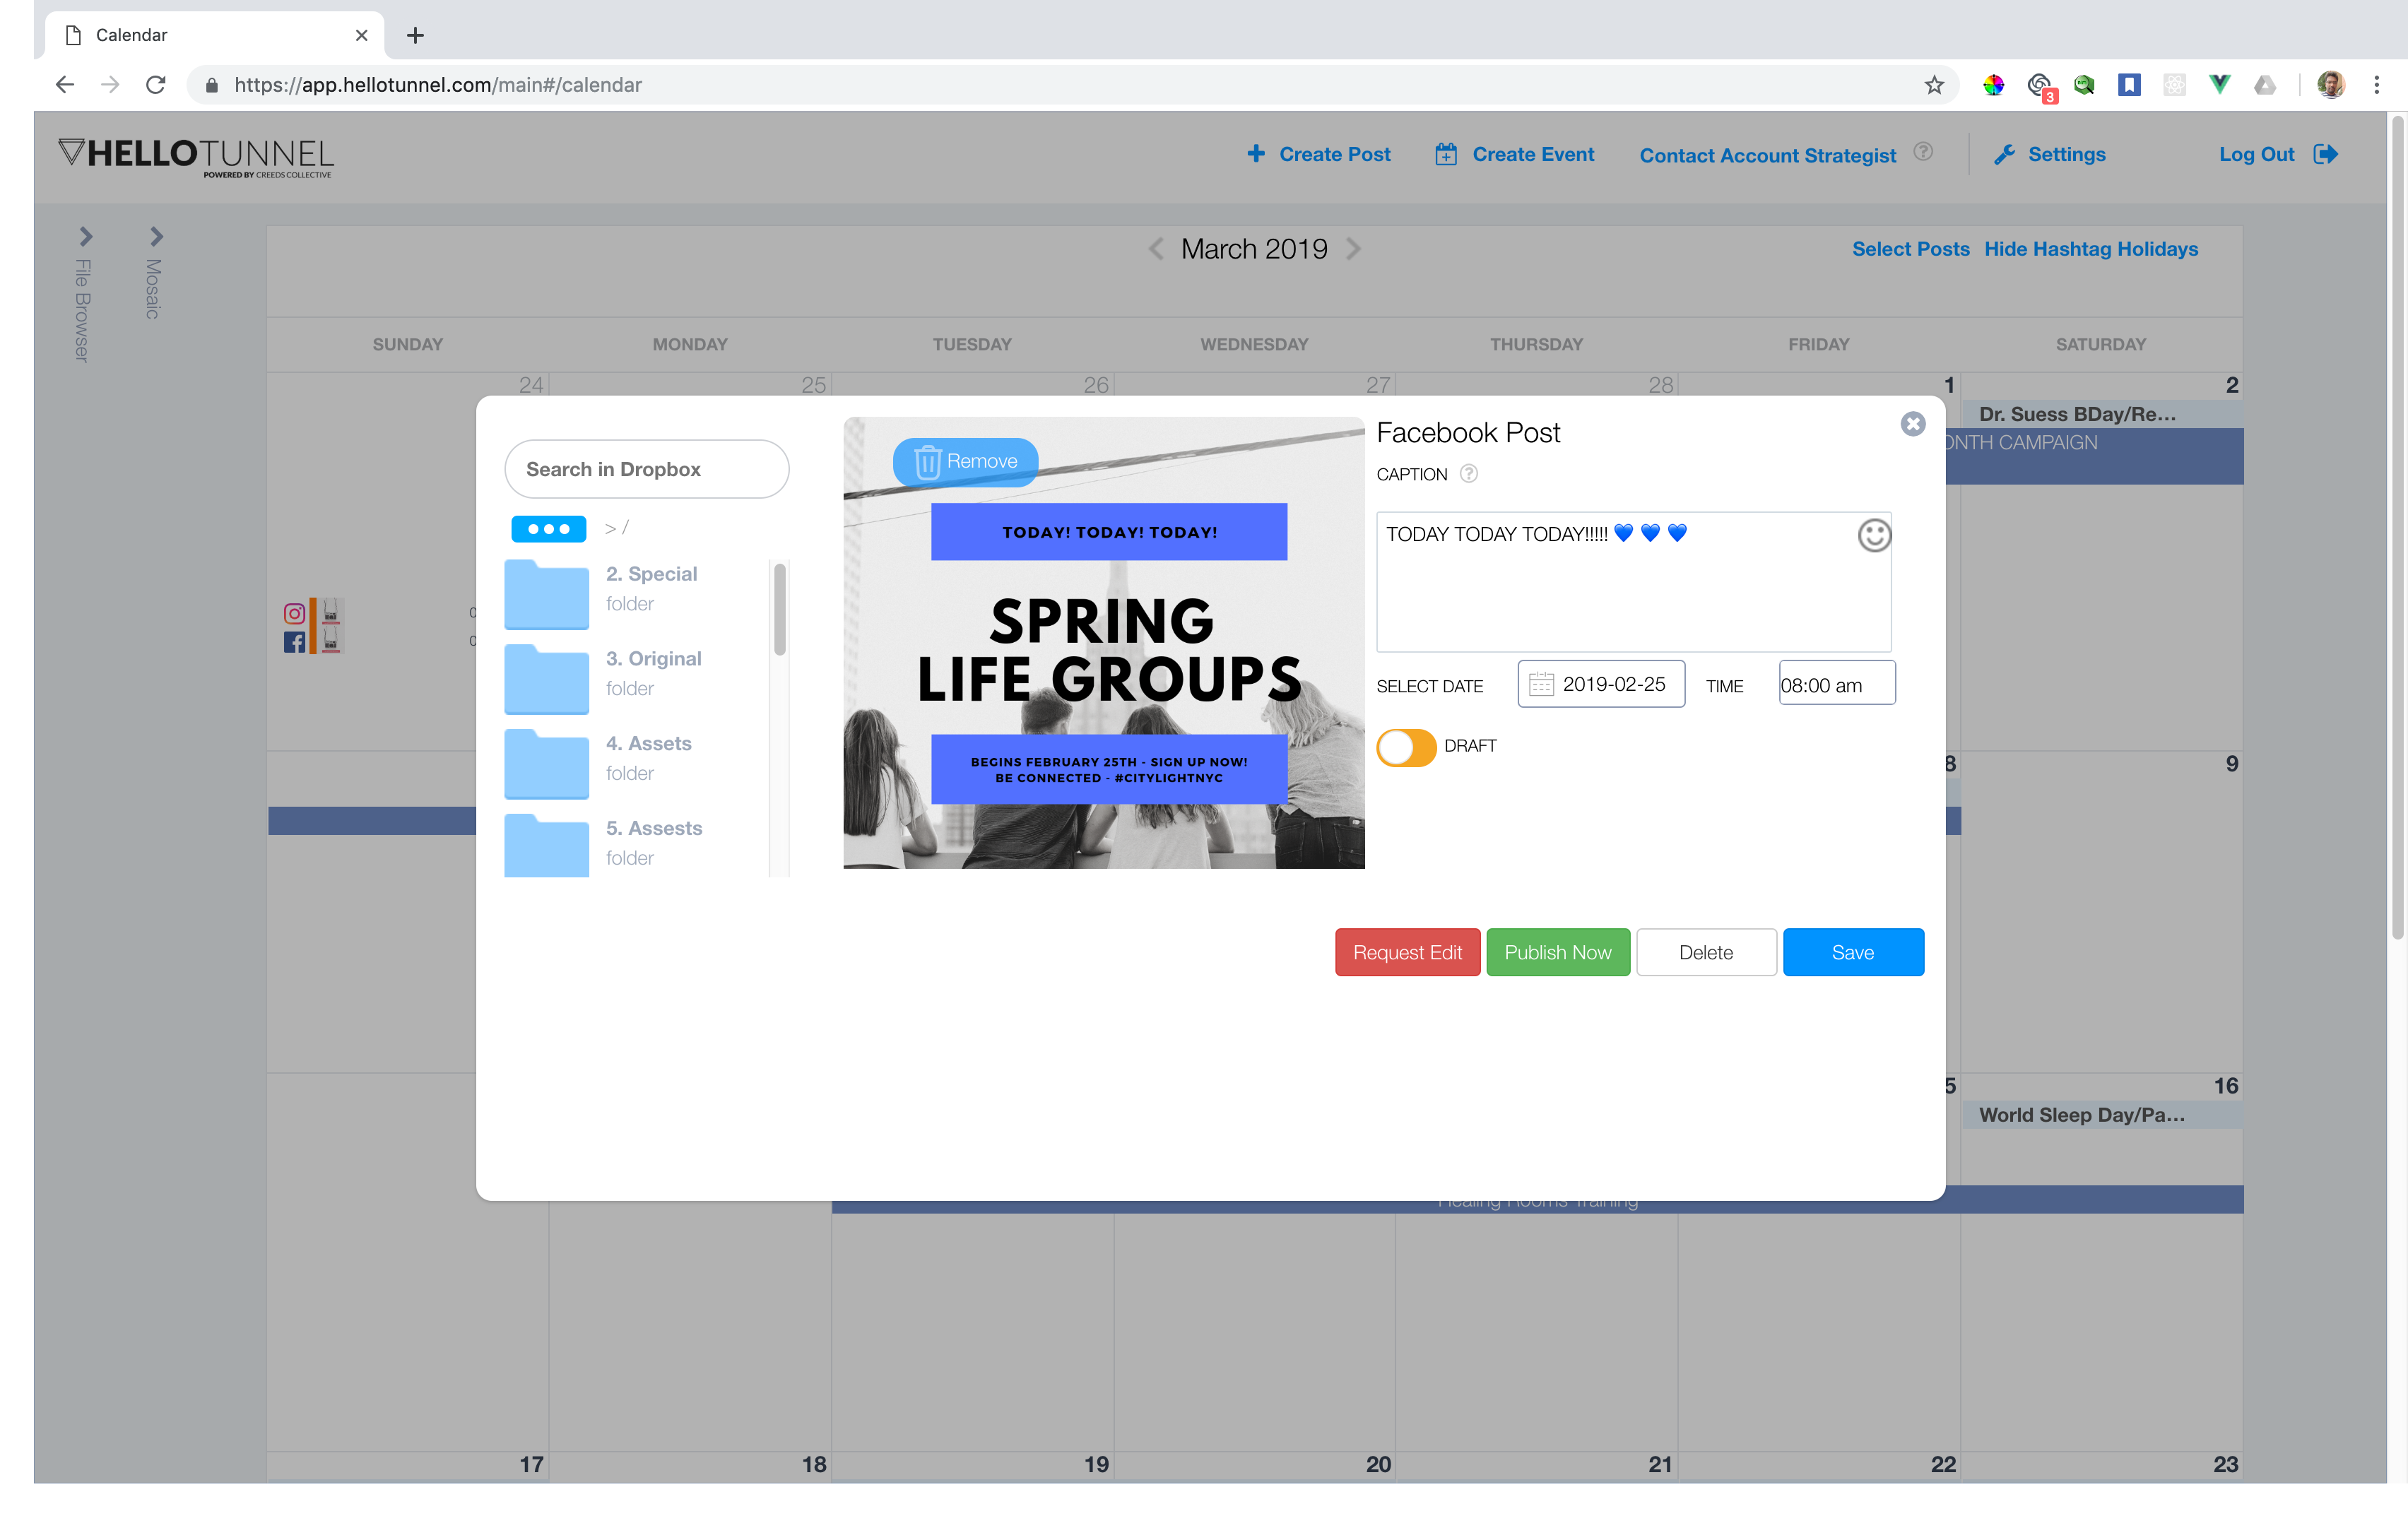 Calendar
https://app.hellotunnel.com/main#/calendar
3
HELLOTUNNEL
POWERED BY CREEDS COLLECTIVE
Create Post
Create Event
Contact Account Strategist ?
Settings
Log Out
File Browser
Mosaic
March 2019
Select Posts Hide Hashtag Holidays
SUNDAY MONDAY TUESDAY WEDNESDAY THURSDAY FRIDAY SATURDAY
24 25 26 27 28 1 2
Dr. Suess BDay/Re...
CAMPAIGN
Search in Dropbox
> /
2. Special
folder
3. Original
folder
4. Assets
folder
5. Assests
folder
Remove
TODAY! TODAY! TODAY!
SPRING
LIFE GROUPS
BEGINS FEBRUARY 25TH - SIGN UP NOW!
BE CONNECTED - #CITYLIGHTNYC
Facebook Post
CAPTION ?
TODAY TODAY TODAY!!!!! 💙 💙 💙
SELECT DATE 2019-02-25 TIME 08:00 am
DRAFT
Request Edit Publish Now Delete Save
8 9
5 16
World Sleep Day/Pa...
Healing Rooms Training
17 18 19 20 21 22 23